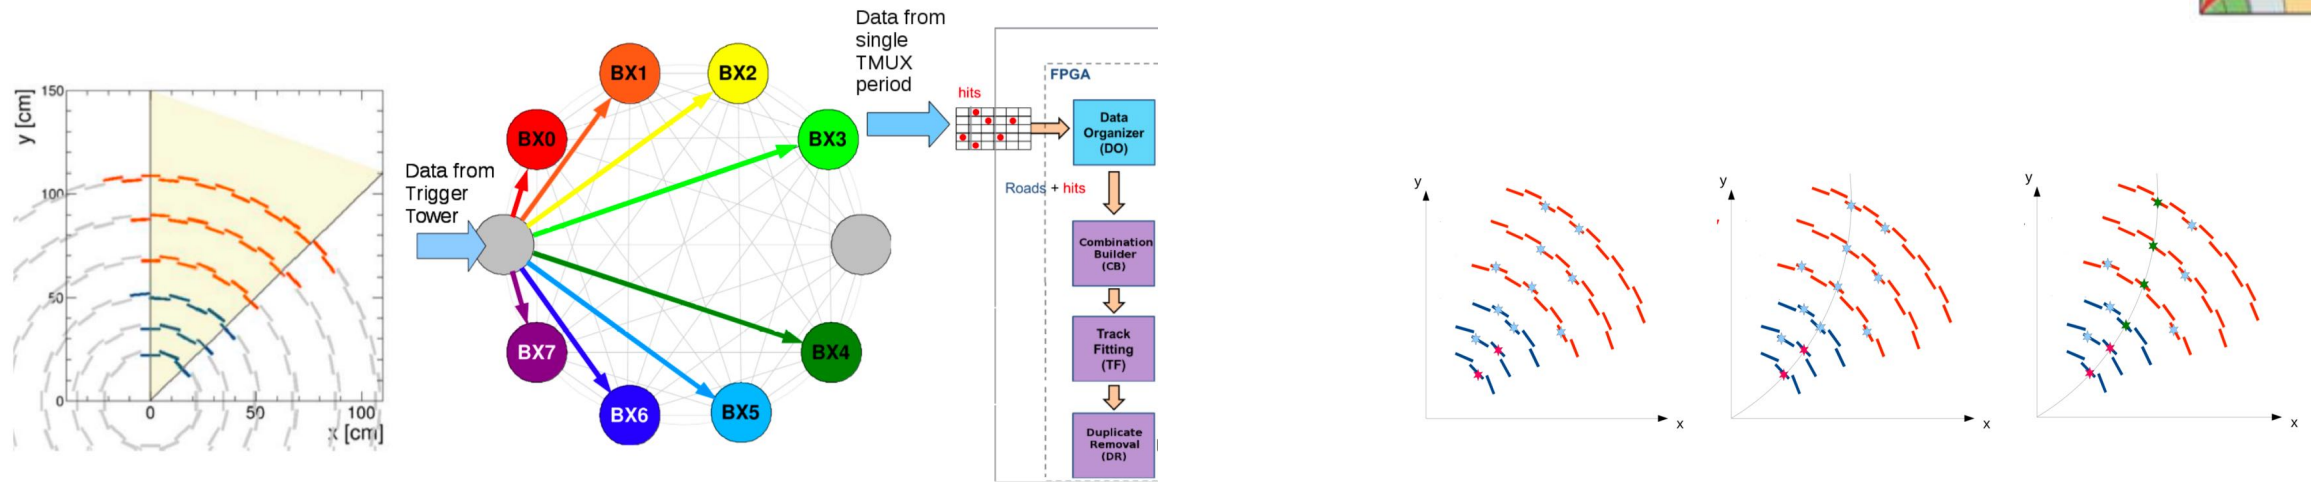 y [cm]
150
100
50
0
0
50
100
x [cm]
Data from
Trigger
Tower
BX0
BX1
BX2
BX3
BX4
BX5
BX6
BX7
Data from
single
TMUX
period
hits
FPGA
Data
Organizer
(DO)
Roads + hits
Combination
Builder
(CB)
Track
Fitting
(TF)
Duplicate
Removal
(DR)
y
x
y
x
y
x